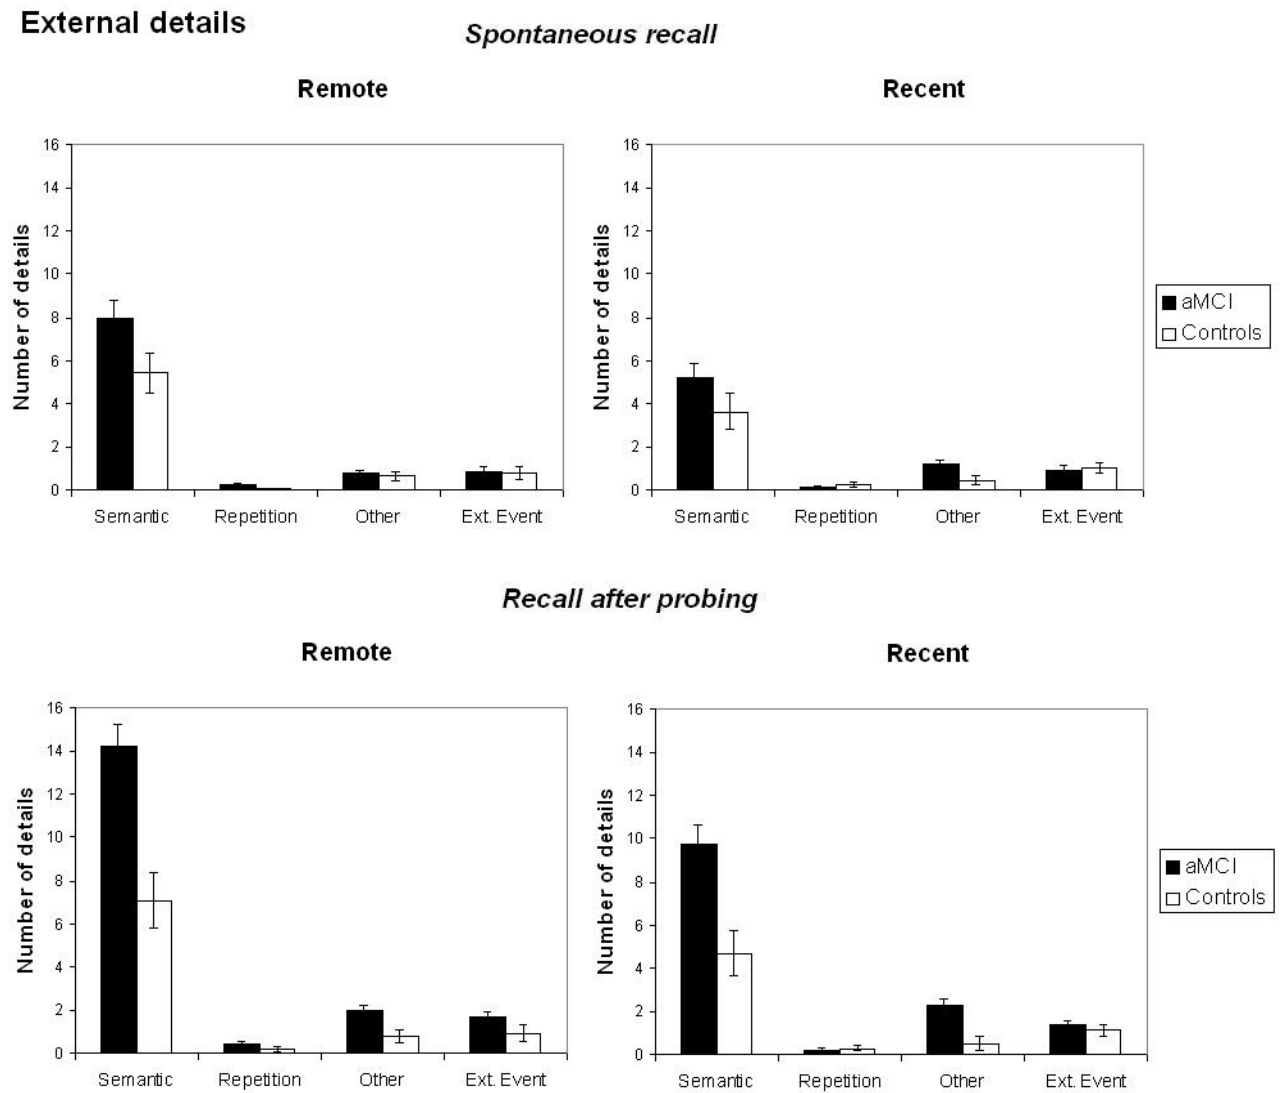 External details
Spontaneous recall
Remote
Recent
Number of details
16
14
12
10
8
6
4
2
0
Semantic Repetition Other Ext. Event
Number of details
16
14
12
10
8
6
4
2
0
Semantic Repetition Other Ext. Event
aMCI
Controls
Recall after probing
Remote
Recent
Number of details
16
14
12
10
8
6
4
2
0
Semantic Repetition Other Ext. Event
Number of details
16
14
12
10
8
6
4
2
0
Semantic Repetition Other Ext. Event
aMCI
Controls